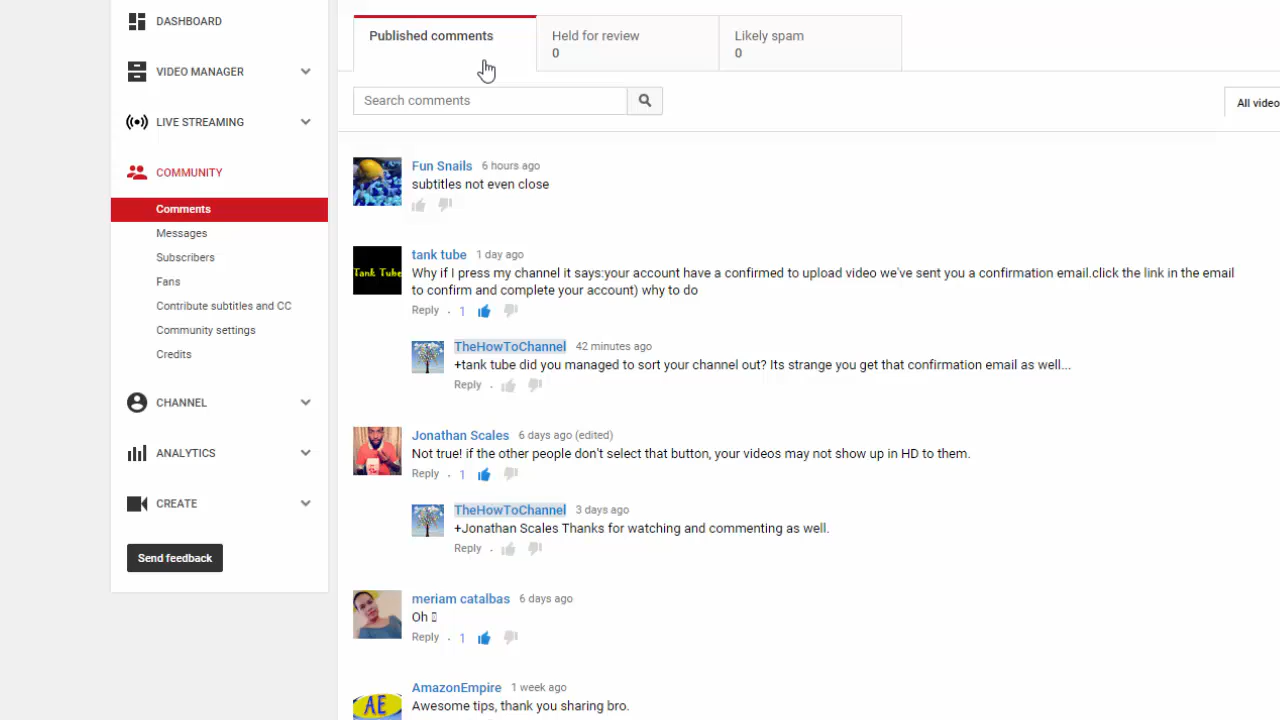 DASHBOARD
VIDEO MANAGER
LIVE STREAMING
COMMUNITY
Comments
Messages
Subscribers
Fans
Contribute subtitles and CC
Community settings
Credits
CHANNEL
ANALYTICS
CREATE
Send feedback
Published comments
Held for review
0
Likely spam
0
Search comments
All video
Fun Snails 6 hours ago
subtitles not even close
Tank Tube
tank tube 1 day ago
Why if I press my channel it says:your account have a confirmed to upload video we've sent you a confirmation email.click the link in the email
to confirm and complete your account) why to do
Reply . 1
TheHowToChannel 42 minutes ago
+tank tube did you managed to sort your channel out? Its strange you get that confirmation email as well...
Reply .
Jonathan Scales 6 days ago (edited)
Not true! if the other people don't select that button, your videos may not show up in HD to them.
Reply . 1
TheHowToChannel 3 days ago
+Jonathan Scales Thanks for watching and commenting as well.
Reply .
meriam catalbas 6 days ago
Oh ▯
Reply . 1
AE
AmazonEmpire 1 week ago
Awesome tips, thank you sharing bro.